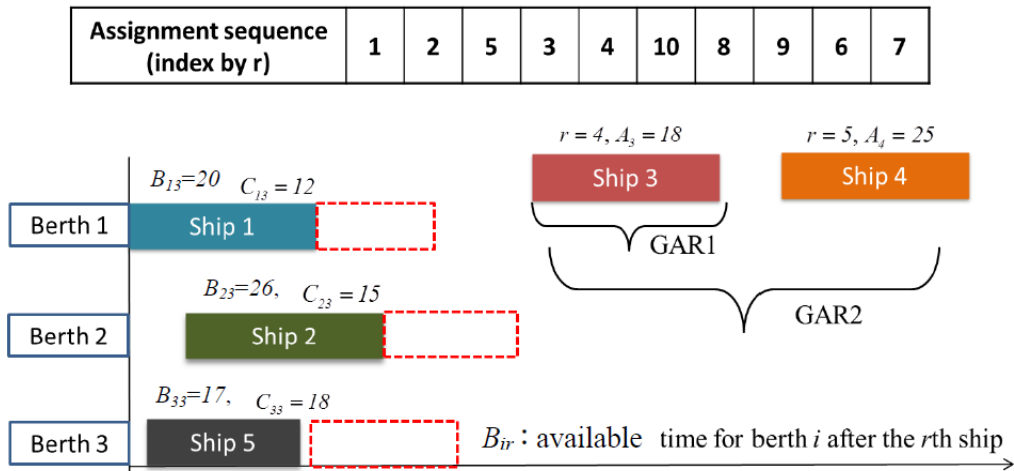 Assignment sequence (index by r) 1 2 5 3 4 10 8 9 6 7
r = 4, A₃ = 18 r = 5, A₄ = 25
Ship 3 Ship 4
B₁₃=20 C₁₃ = 12
Berth 1 Ship 1
GAR1
B₂₃=26, C₂₃ = 15
GAR2
Berth 2 Ship 2
B₃₃=17, C₃₃ = 18
Berth 3 Ship 5 Bᵢᵣ : available time for berth i after the rth ship